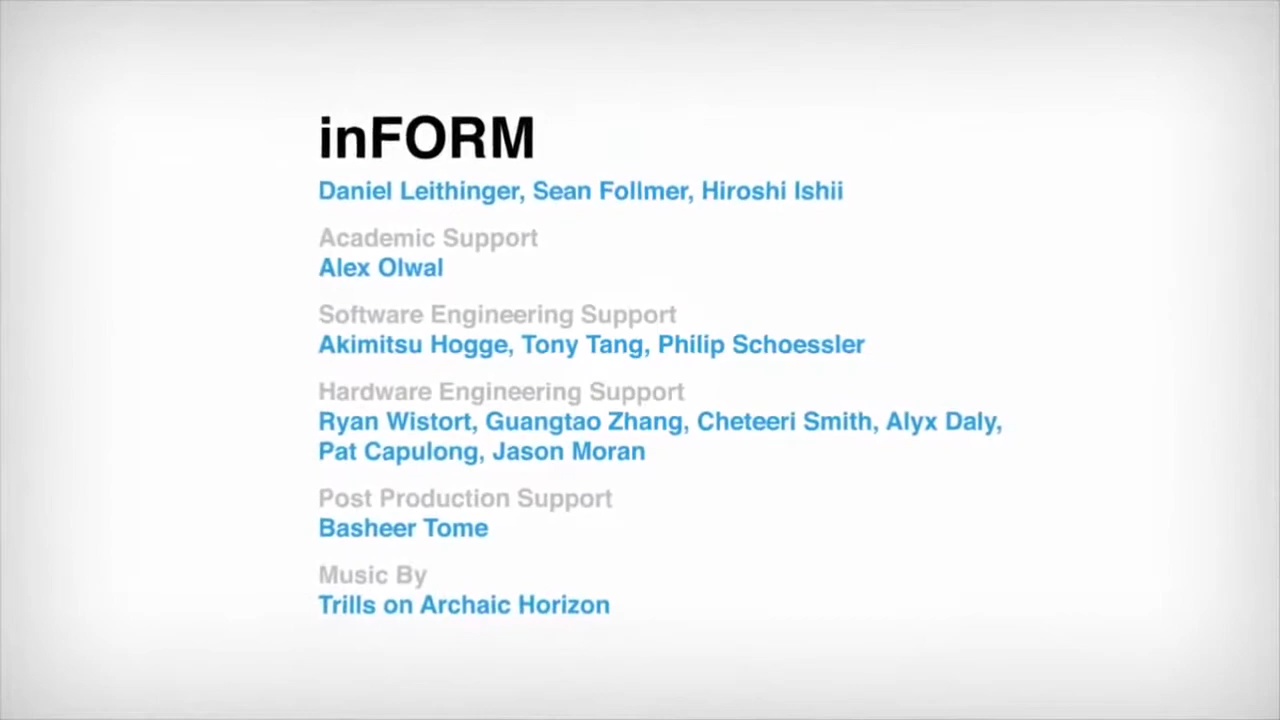 inFORM
Daniel Leithinger, Sean Follmer, Hiroshi Ishii
Academic Support
Alex Olwal
Software Engineering Support
Akimitsu Hogge, Tony Tang, Philip Schoessler
Hardware Engineering Support
Ryan Wistort, Guangtao Zhang, Cheteeri Smith, Alyx Daly,
Pat Capulong, Jason Moran
Post Production Support
Basheer Tome
Music By
Trills on Archaic Horizon